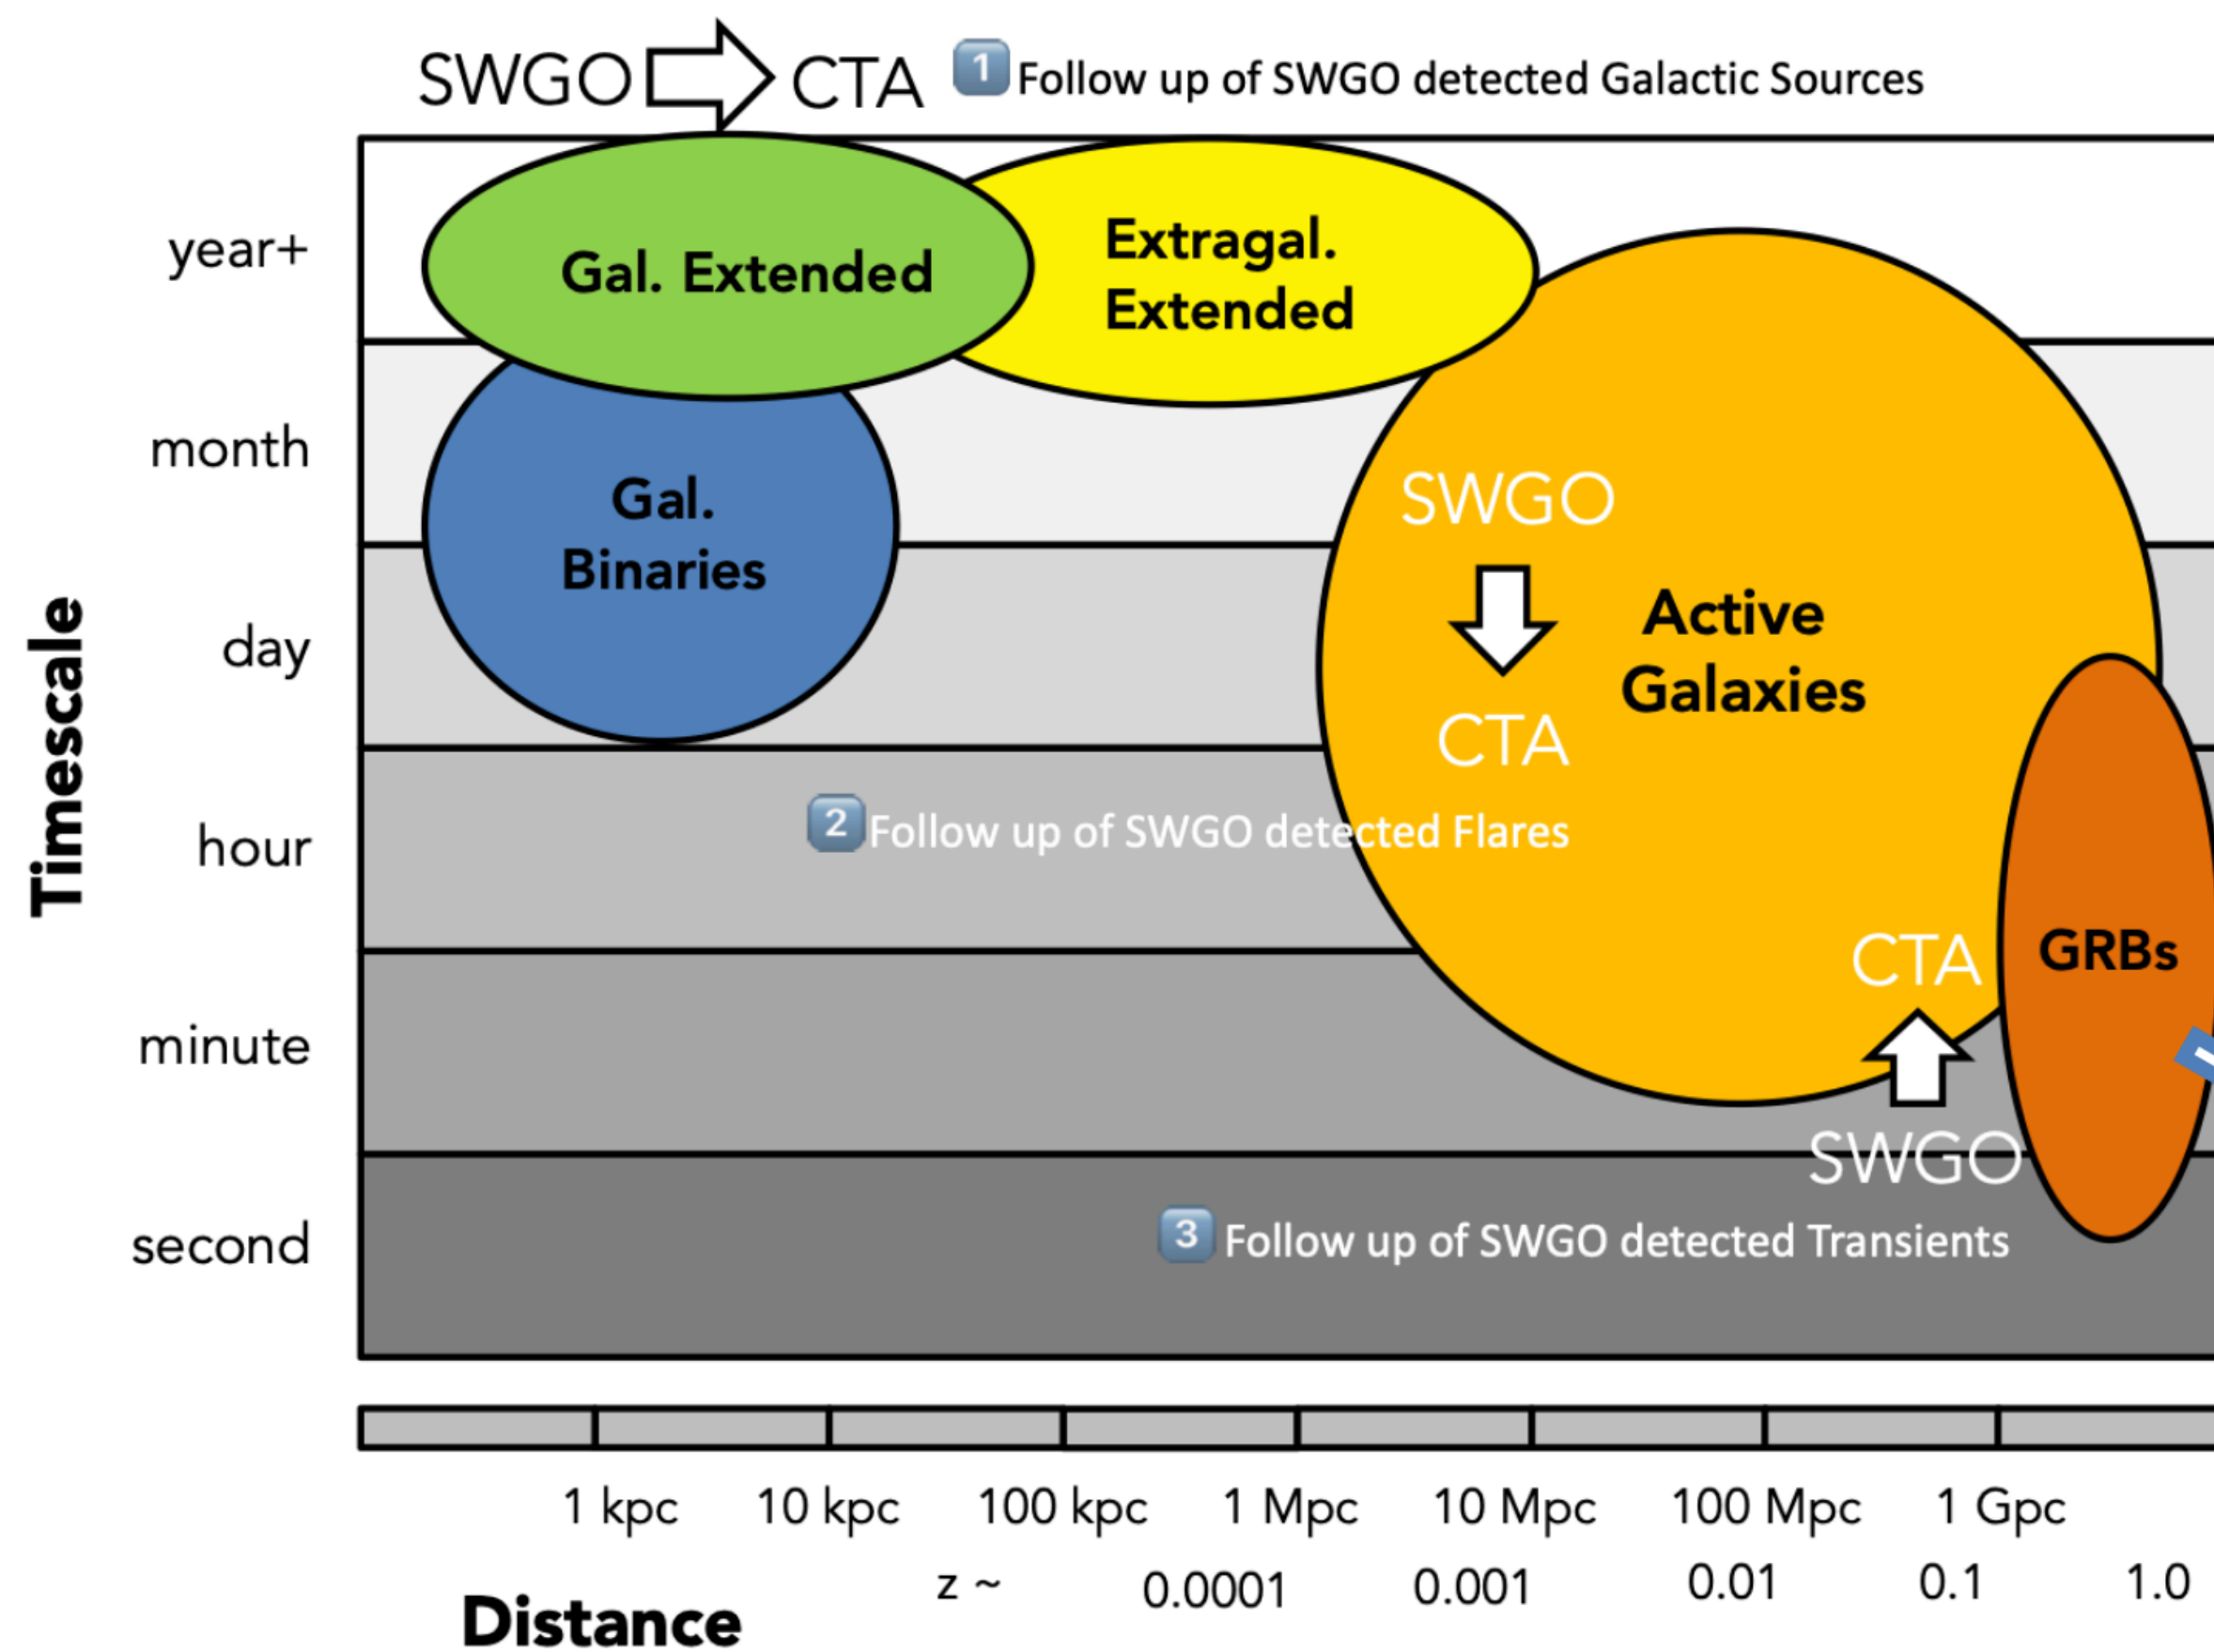 SWGO CTA 1 Follow up of SWGO detected Galactic Sources
year+
Gal. Extended
Extragal.
Extended
month
Gal.
Binaries
SWGO
CTA
Active
Galaxies
day
Timescale
hour
2 Follow up of SWGO detected Flares
CTA
GRBs
minute
SWGO
second
3 Follow up of SWGO detected Transients
1 kpc 10 kpc 100 kpc 1 Mpc 10 Mpc 100 Mpc 1 Gpc
z ~ 0.0001 0.001 0.01 0.1 1.0
Distance